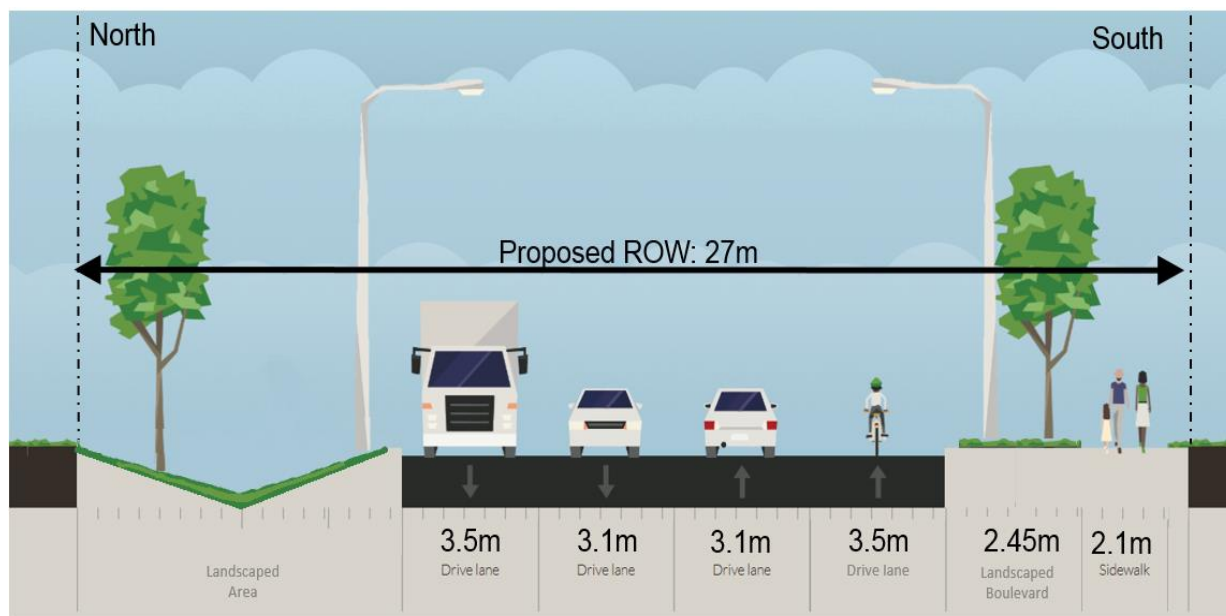 North
South
Proposed ROW: 27m
3.5m
Drive lane
3.1m
Drive lane
3.1m
Drive lane
3.5m
Drive lane
2.45m
Landscaped
Boulevard
2.1m
Sidewalk
Landscaped
Area